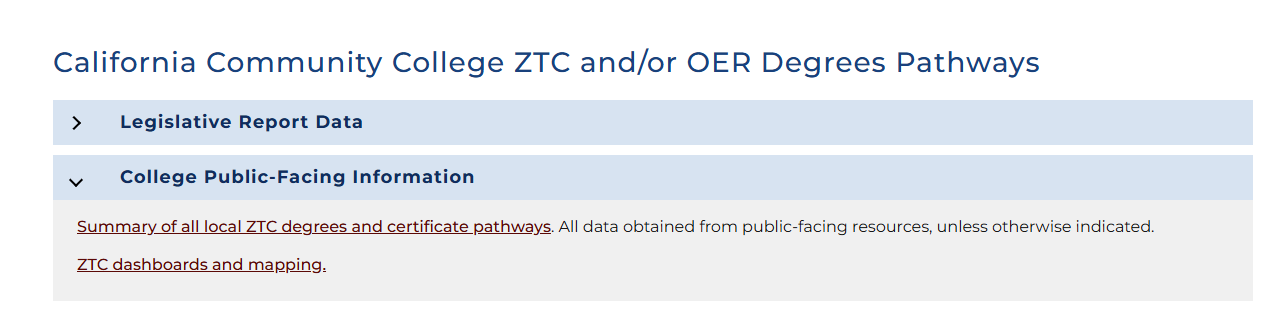 California Community College ZTC and/or OER Degrees Pathways
Legislative Report Data
College Public-Facing Information
Summary of all local ZTC degrees and certificate pathways. All data obtained from public-facing resources, unless otherwise indicated.
ZTC dashboards and mapping.